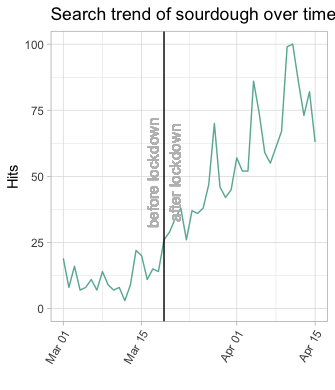 Search trend of sourdough over time
Hits
100
75
50
25
0
before lockdown
after lockdown
Mar 01
Mar 15
Apr 01
Apr 15